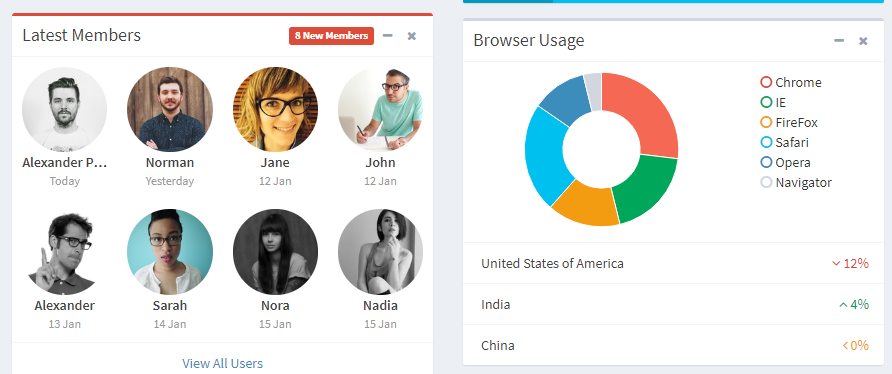 Latest Members
8 New Members
Alexander P...
Norman
Jane
John
Today
Yesterday
12 Jan
12 Jan
Alexander
Sarah
Nora
Nadia
13 Jan
14 Jan
15 Jan
15 Jan
View All Users
Browser Usage
Chrome
IE
FireFox
Safari
Opera
Navigator
United States of America 12%
India 4%
China 0%